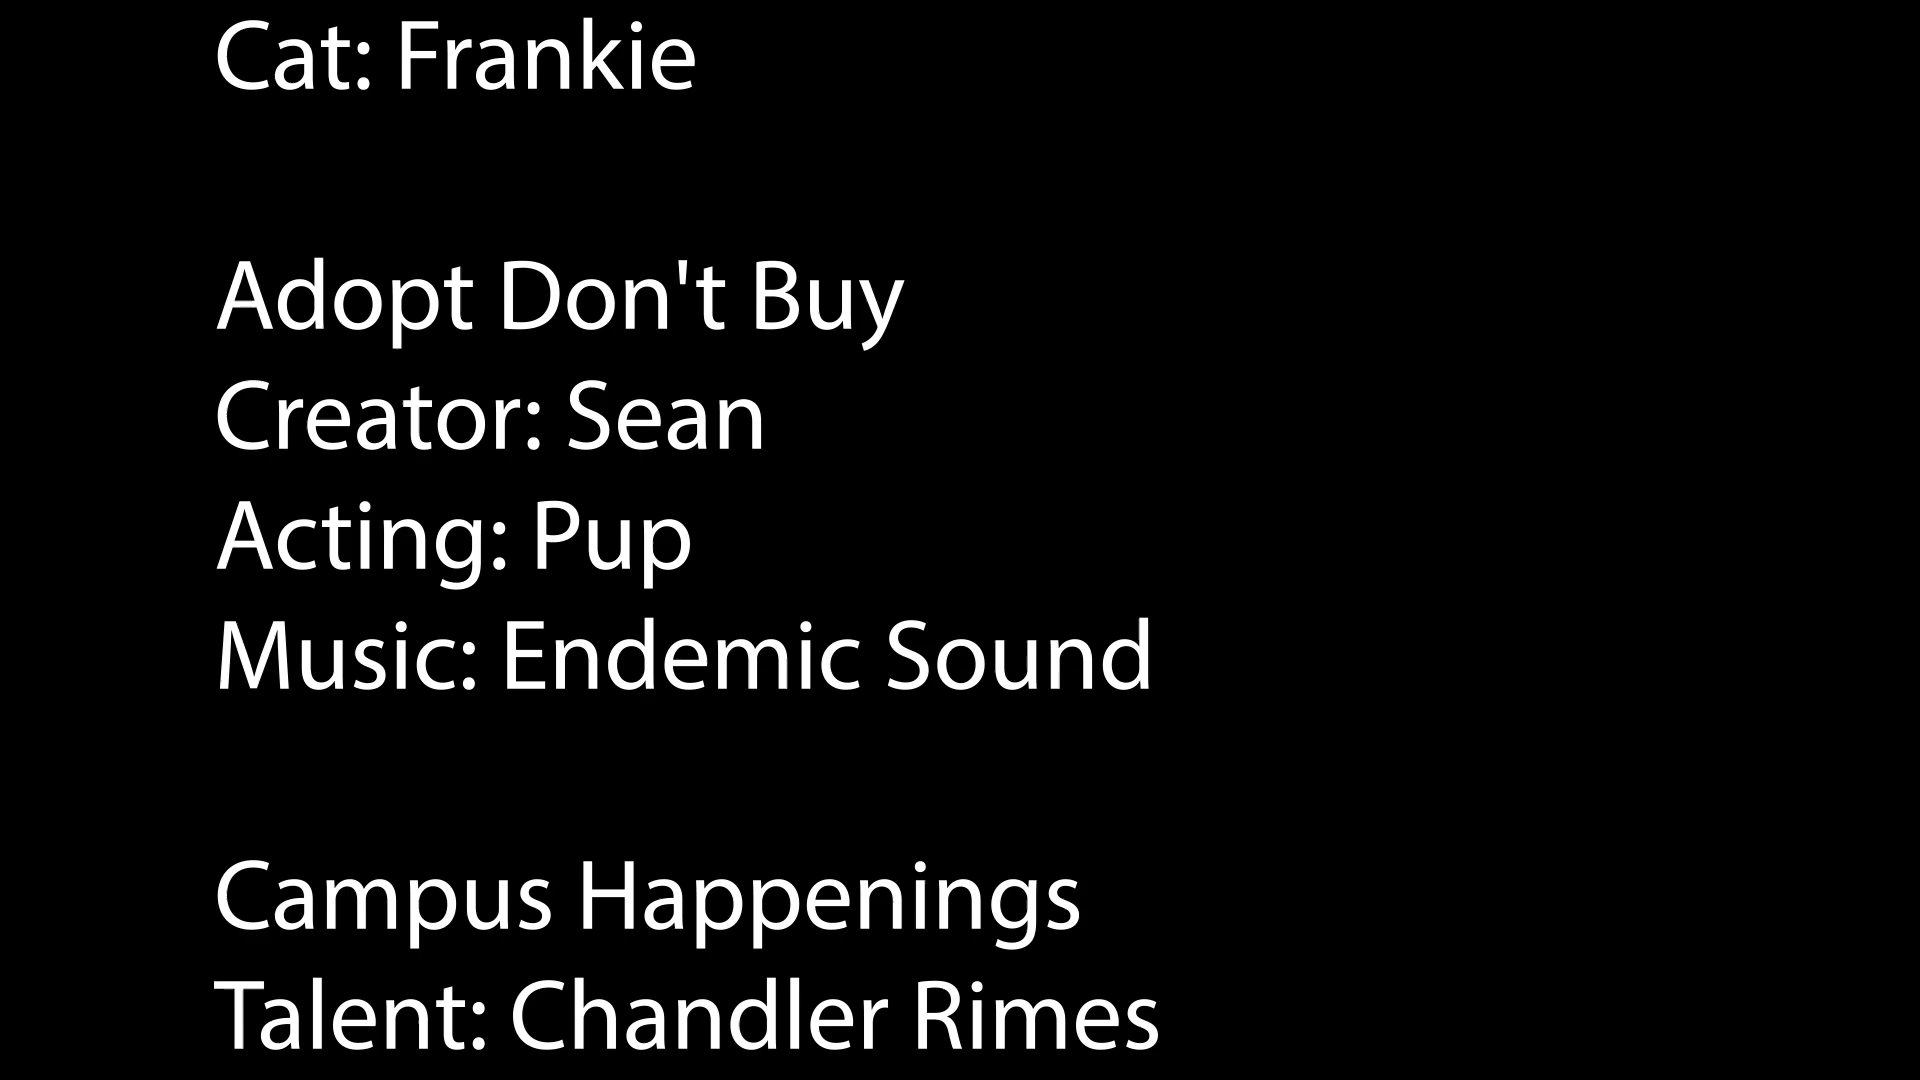 Cat: Frankie
Adopt Don't Buy
Creator: Sean
Acting: Pup
Music: Endemic Sound
Campus Happenings
Talent: Chandler Rimes